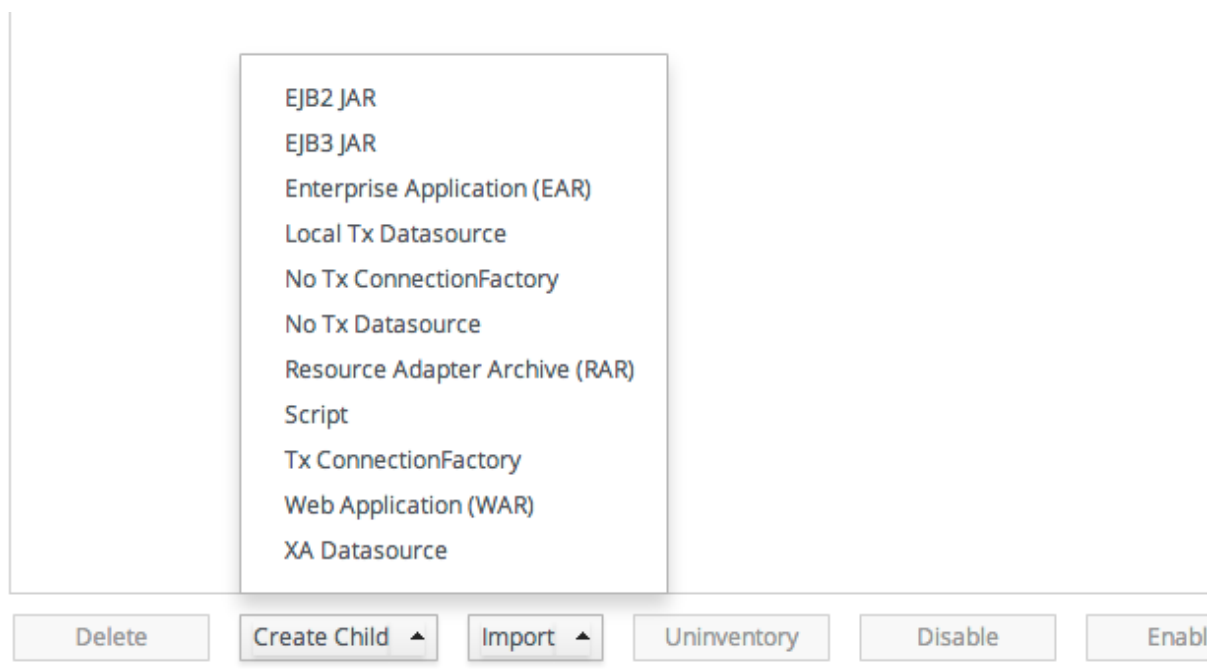 EJB2 JAR
EJB3 JAR
Enterprise Application (EAR)
Local Tx Datasource
No Tx ConnectionFactory
No Tx Datasource
Resource Adapter Archive (RAR)
Script
Tx ConnectionFactory
Web Application (WAR)
XA Datasource
Delete Create Child Import Uninventory Disable Enabl